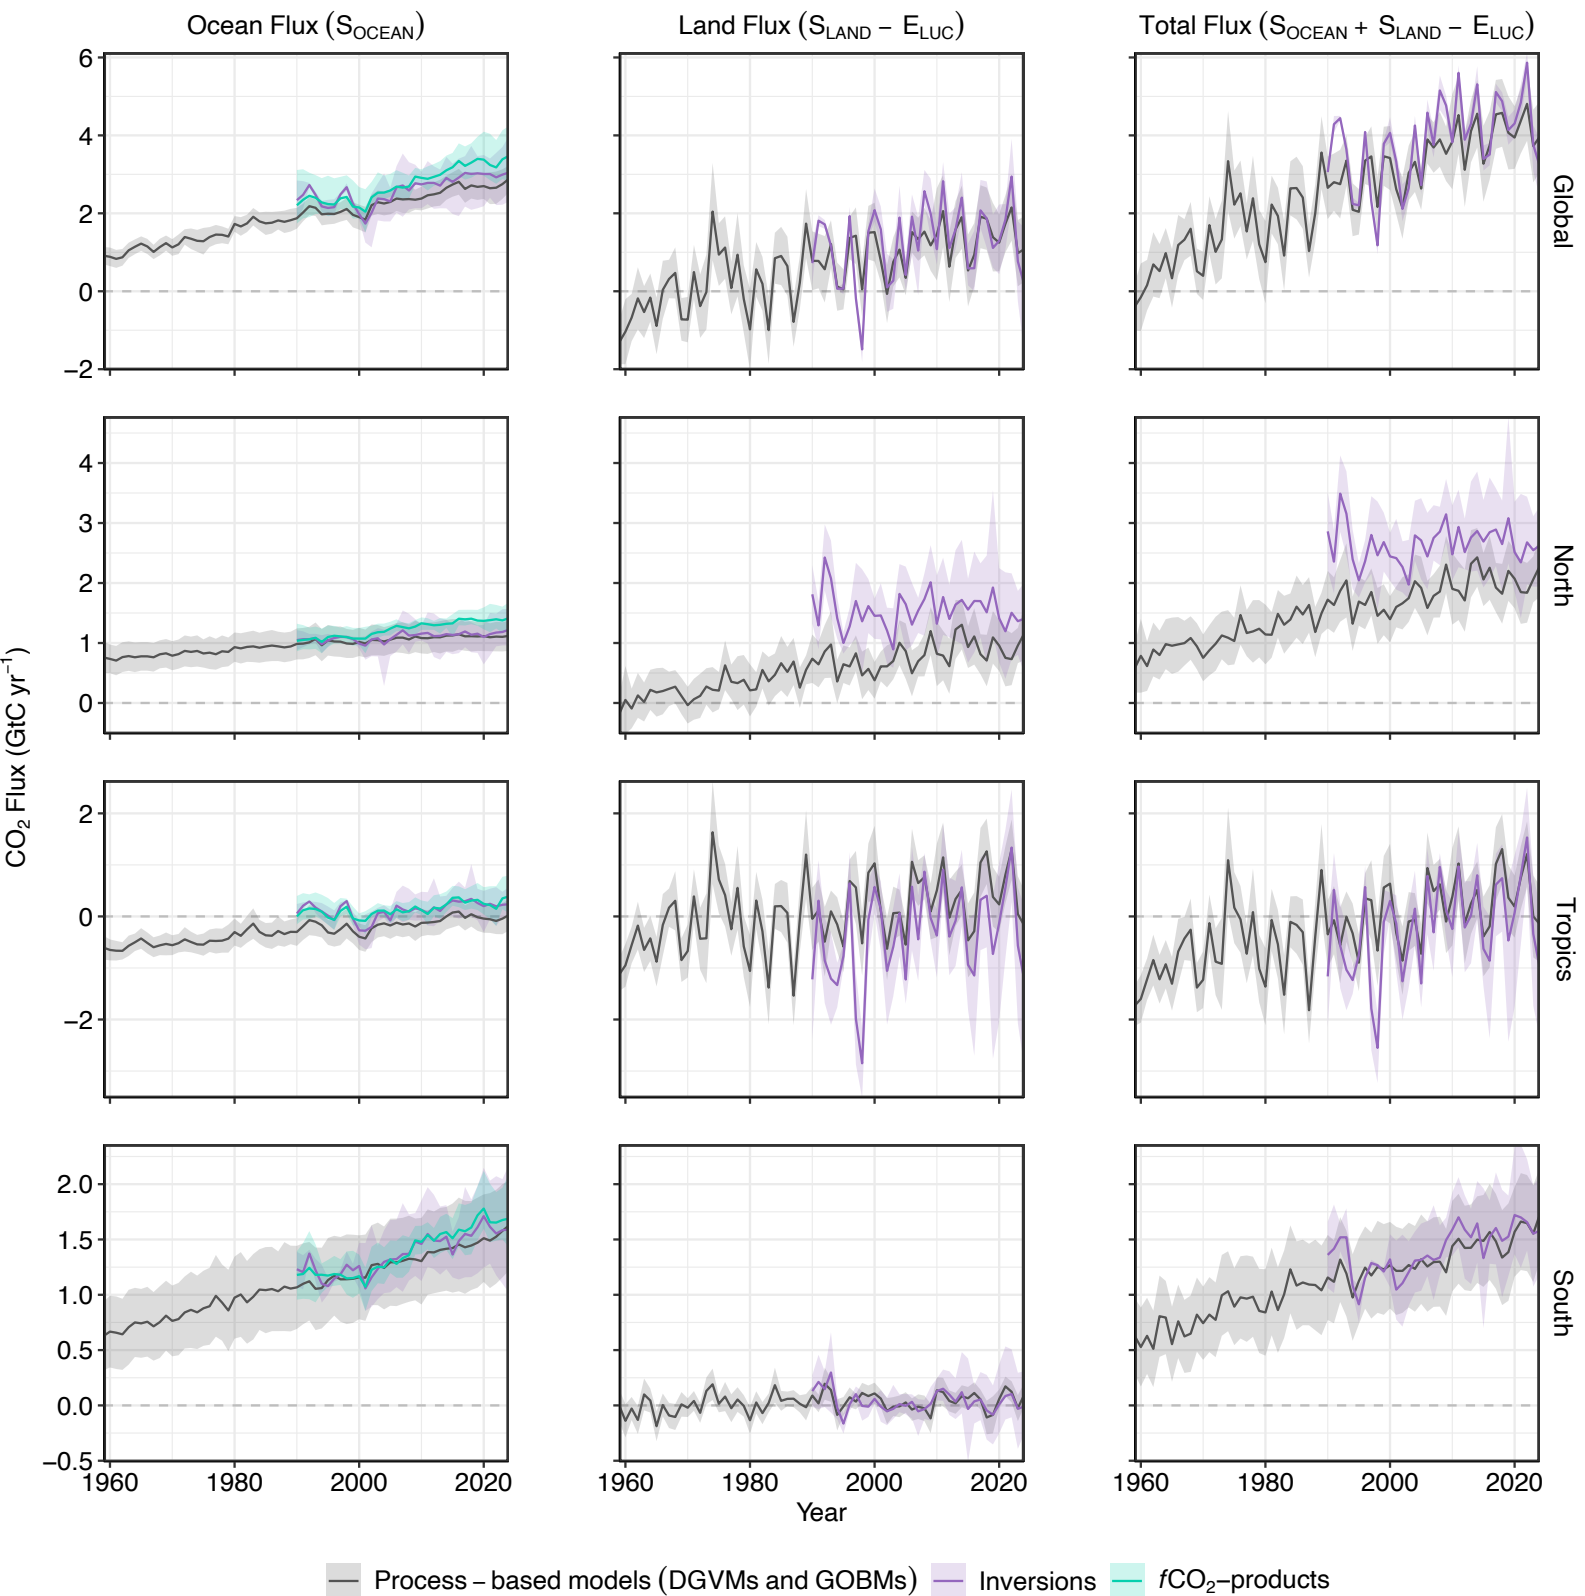 Ocean Flux (S_OCEAN) Land Flux (S_LAND − E_LUC) Total Flux (S_OCEAN + S_LAND − E_LUC)
6
4
2
0
−2
Global
4
3
2
1
0
North
CO₂ Flux (GtC yr⁻¹)
2
0
−2
Tropics
2.0
1.5
1.0
0.5
0.0
−0.5
South
1960 1980 2000 2020 1960 1980 2000 2020 1960 1980 2000 2020
Year
Process − based models (DGVMs and GOBMs) Inversions fCO₂−products